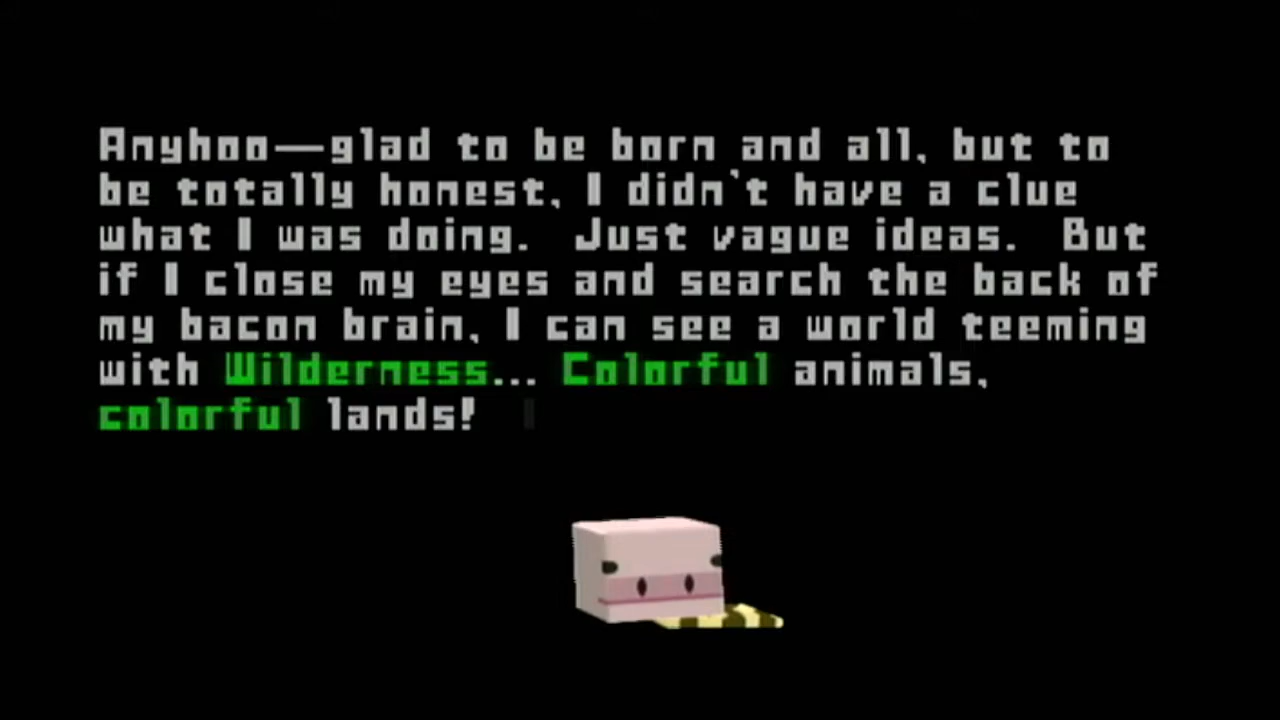 Anyhoo—glad to be born and all, but to
be totally honest, I didn't have a clue
what I was doing.  Just vague ideas.  But
if I close my eyes and search the back of
my bacon brain, I can see a world teeming
with Wilderness... Colorful animals,
colorful lands!